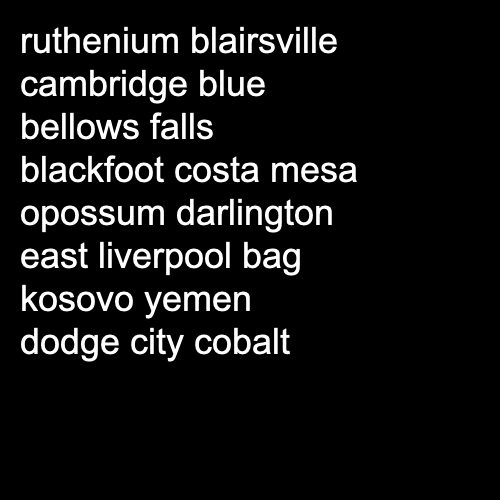 ruthenium blairsville
cambridge blue
bellows falls
blackfoot costa mesa
opossum darlington
east liverpool bag
kosovo yemen
dodge city cobalt